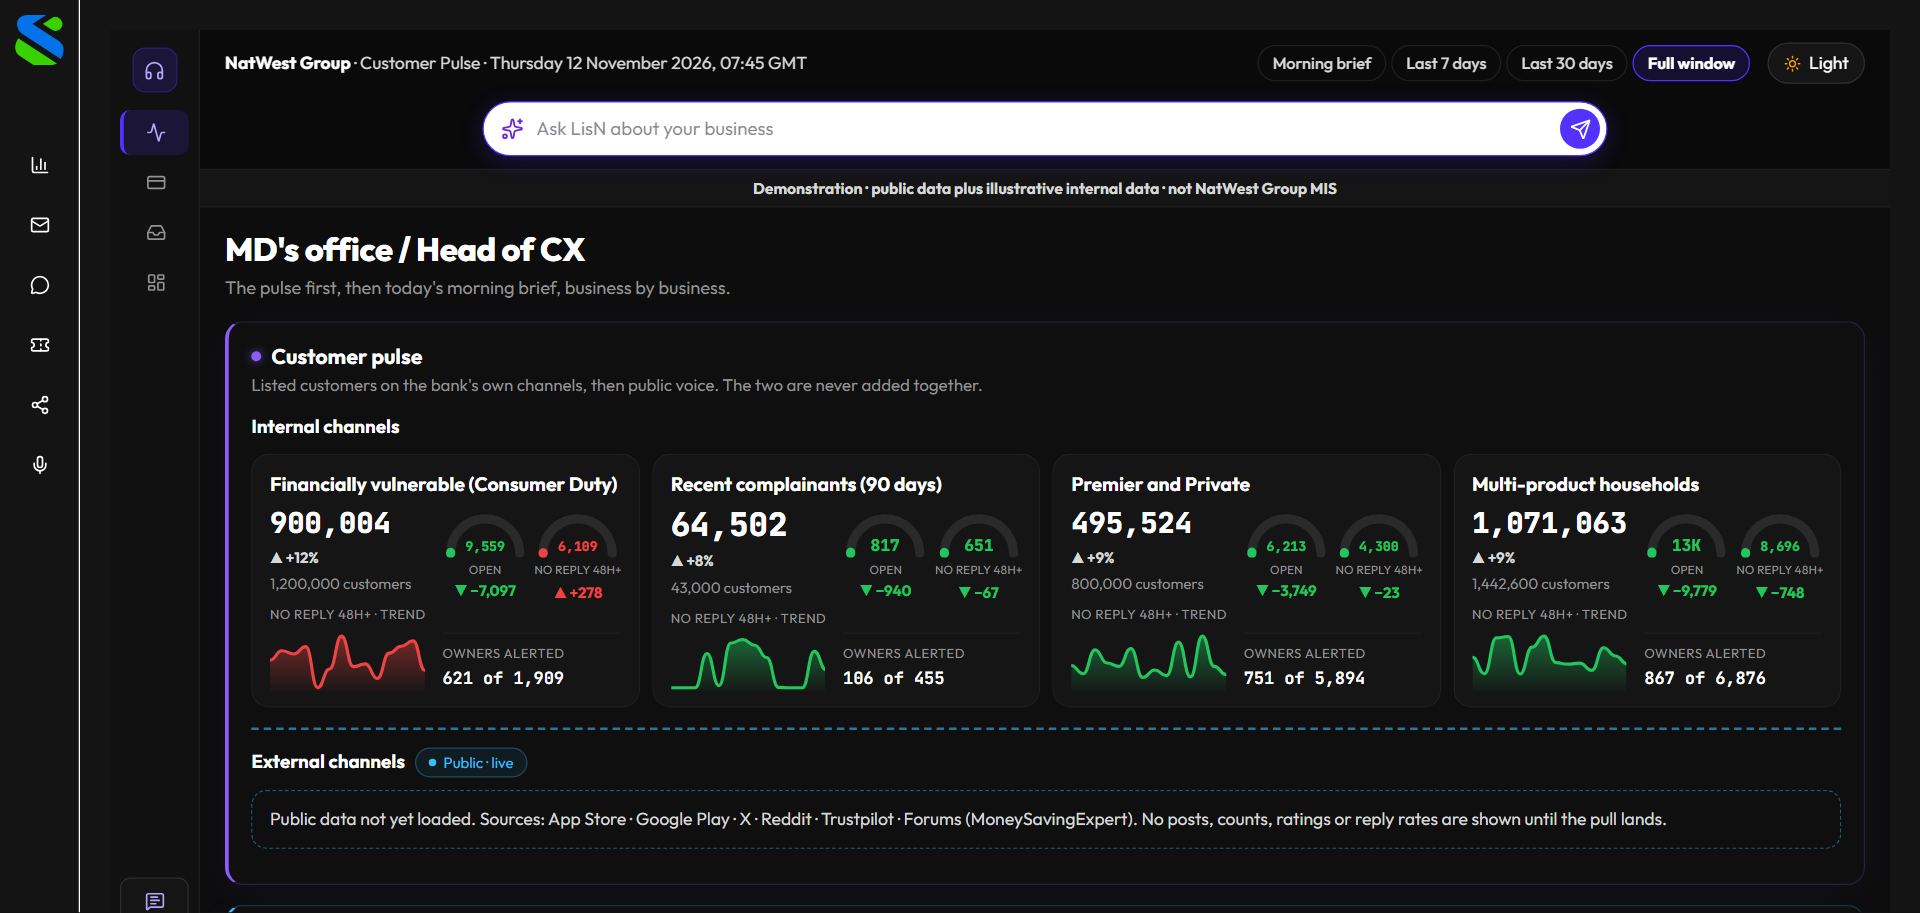 NatWest Group · Customer Pulse · Thursday 12 November 2026, 07:45 GMT
Morning brief
Last 7 days
Last 30 days
Full window
Light
Ask LisN about your business
Demonstration · public data plus illustrative internal data · not NatWest Group MIS
MD's office / Head of CX
The pulse first, then today's morning brief, business by business.
Customer pulse
Listed customers on the bank's own channels, then public voice. The two are never added together.
Internal channels
Financially vulnerable (Consumer Duty)
900,004
▲ +12%
1,200,000 customers
9,559
OPEN
▼ −7,097
6,109
NO REPLY 48H+
▲ +278
NO REPLY 48H+ · TREND
OWNERS ALERTED
621 of 1,909
Recent complainants (90 days)
64,502
▲ +8%
43,000 customers
817
OPEN
▼ −940
651
NO REPLY 48H+
▼ −67
NO REPLY 48H+ · TREND
OWNERS ALERTED
106 of 455
Premier and Private
495,524
▲ +9%
800,000 customers
6,213
OPEN
▼ −3,749
4,300
NO REPLY 48H+
▼ −23
NO REPLY 48H+ · TREND
OWNERS ALERTED
751 of 5,894
Multi-product households
1,071,063
▲ +9%
1,442,600 customers
13K
OPEN
▼ −9,779
8,696
NO REPLY 48H+
▼ −748
NO REPLY 48H+ · TREND
OWNERS ALERTED
867 of 6,876
External channels
Public · live
Public data not yet loaded. Sources: App Store · Google Play · X · Reddit · Trustpilot · Forums (MoneySavingExpert). No posts, counts, ratings or reply rates are shown until the pull lands.